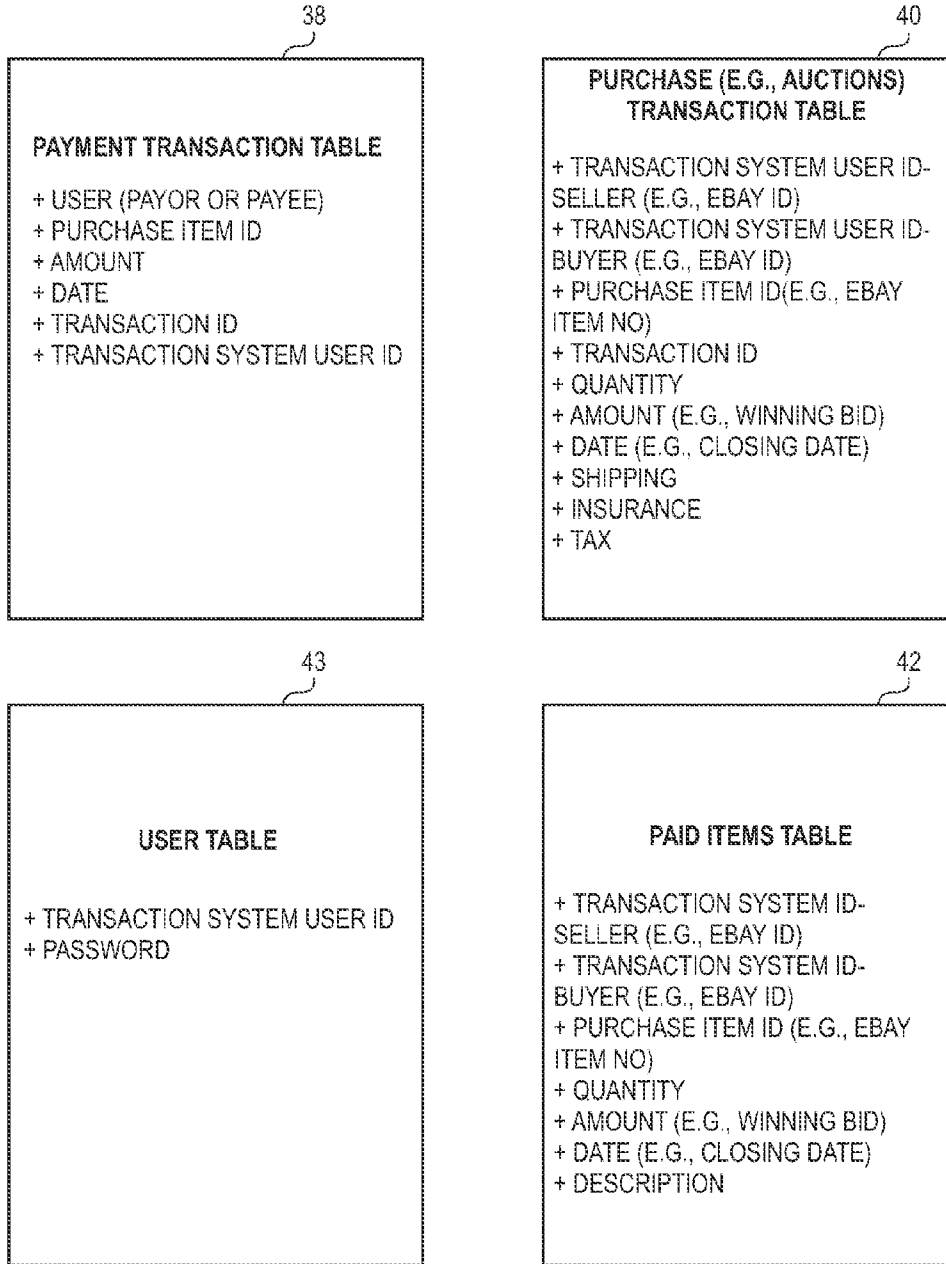 38
PAYMENT TRANSACTION TABLE
+ USER (PAYOR OR PAYEE)
+ PURCHASE ITEM ID
+ AMOUNT
+ DATE
+ TRANSACTION ID
+ TRANSACTION SYSTEM USER ID
40
PURCHASE (E.G., AUCTIONS)
TRANSACTION TABLE
+ TRANSACTION SYSTEM USER ID-
SELLER (E.G., EBAY ID)
+ TRANSACTION SYSTEM USER ID-
BUYER (E.G., EBAY ID)
+ PURCHASE ITEM ID(E.G., EBAY
ITEM NO)
+ TRANSACTION ID
+ QUANTITY
+ AMOUNT (E.G., WINNING BID)
+ DATE (E.G., CLOSING DATE)
+ SHIPPING
+ INSURANCE
+ TAX
43
USER TABLE
+ TRANSACTION SYSTEM USER ID
+ PASSWORD
42
PAID ITEMS TABLE
+ TRANSACTION SYSTEM ID-
SELLER (E.G., EBAY ID)
+ TRANSACTION SYSTEM ID-
BUYER (E.G., EBAY ID)
+ PURCHASE ITEM ID (E.G., EBAY
ITEM NO)
+ QUANTITY
+ AMOUNT (E.G., WINNING BID)
+ DATE (E.G., CLOSING DATE)
+ DESCRIPTION